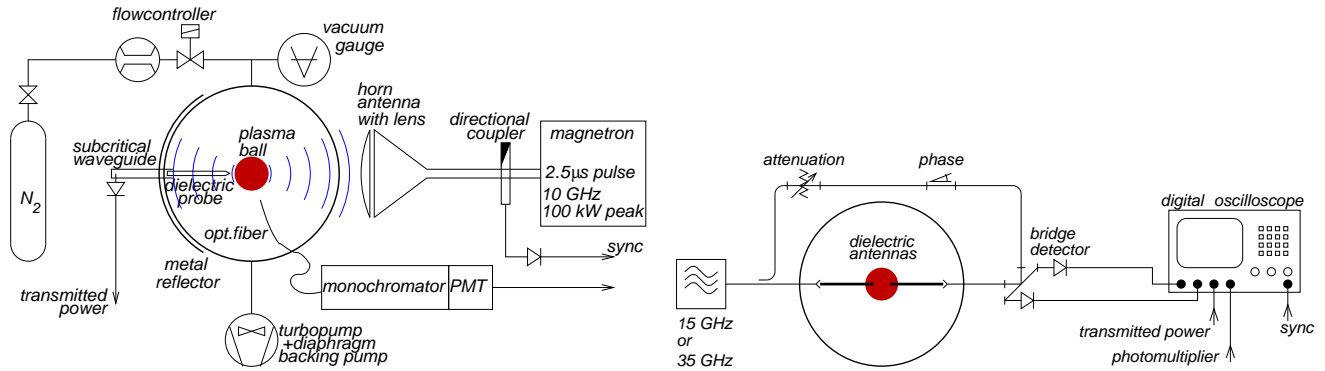 flowcontroller
vacuum
gauge
horn
antenna
with lens
directional
coupler
magnetron
2.5μs pulse
10 GHz
100 kW peak
subcritical
waveguide
plasma
ball
dielectric
probe
N2
opt.fiber
sync
metal
reflector
monochromator
PMT
transmitted
power
turbopump
+diaphragm
backing pump
attenuation
phase
digital oscilloscope
bridge
detector
dielectric
antennas
15 GHz
or
35 GHz
transmitted power
sync
photomultiplier